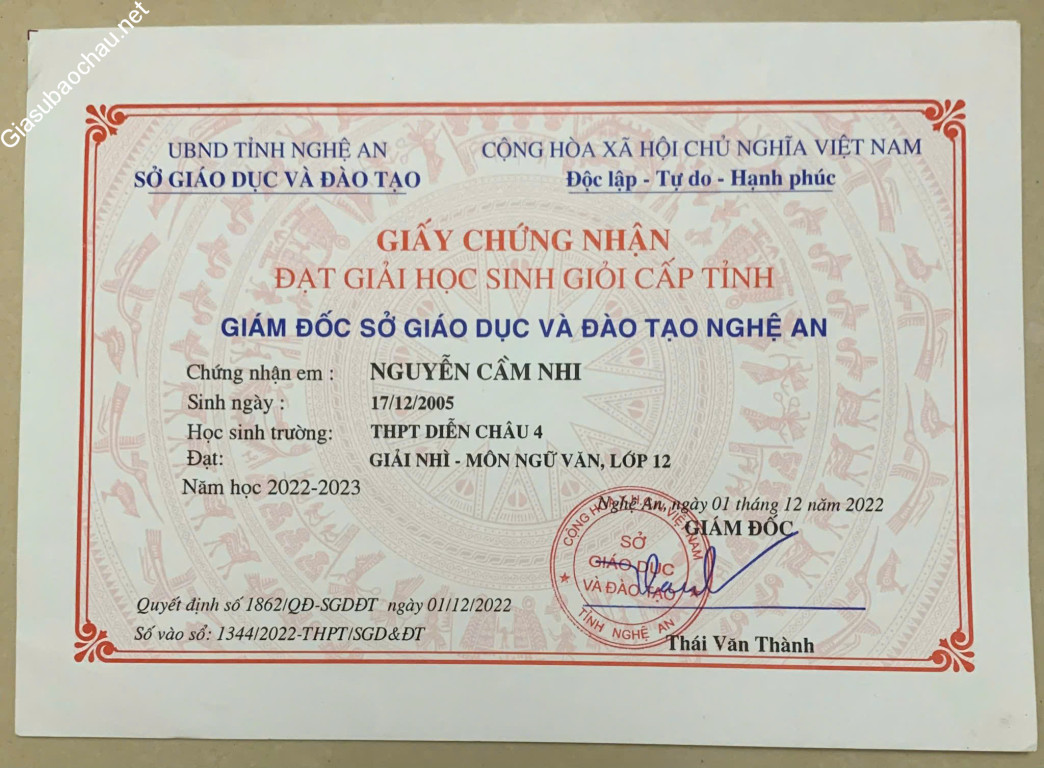 Giasubaochau.net
UBND TỈNH NGHỆ AN
SỞ GIÁO DỤC VÀ ĐÀO TẠO
CỘNG HÒA XÃ HỘI CHỦ NGHĨA VIỆT NAM
Độc lập - Tự do - Hạnh phúc
GIẤY CHỨNG NHẬN
ĐẠT GIẢI HỌC SINH GIỎI CẤP TỈNH
GIÁM ĐỐC SỞ GIÁO DỤC VÀ ĐÀO TẠO NGHỆ AN
Chứng nhận em : NGUYỄN CẦM NHI
Sinh ngày : 17/12/2005
Học sinh trường: THPT DIỄN CHÂU 4
Đạt: GIẢI NHÌ - MÔN NGỮ VĂN, LỚP 12
Năm học 2022-2023
Nghệ An, ngày 01 tháng 12 năm 2022
GIÁM ĐỐC
CỘNG HÒA X.H.C.N VIỆT NAM
SỞ
GIÁO DỤC
VÀ ĐÀO TẠO
TỈNH NGHỆ AN
Thái Văn Thành
Quyết định số 1862/QĐ-SGDĐT ngày 01/12/2022
Số vào sổ: 1344/2022-THPT/SGD&ĐT